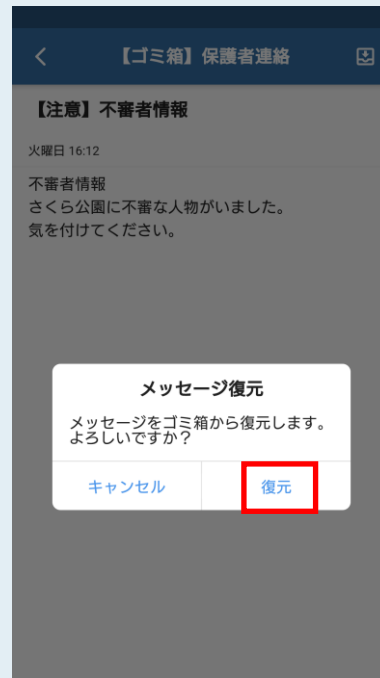 【ゴミ箱】保護者連絡
【注意】不審者情報
火曜日 16:12
不審者情報
さくら公園に不審な人物がいました。
気を付けてください。
メッセージ復元
メッセージをゴミ箱から復元します。
よろしいですか？
キャンセル
復元